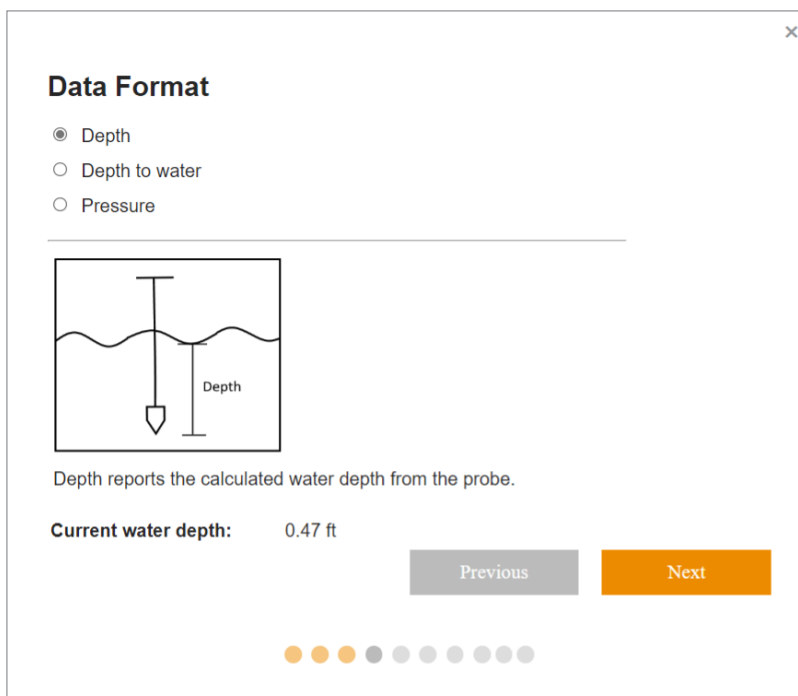 ×
Data Format
Depth
Depth to water
Pressure
Depth
Depth reports the calculated water depth from the probe.
Current water depth: 0.47 ft
Previous Next